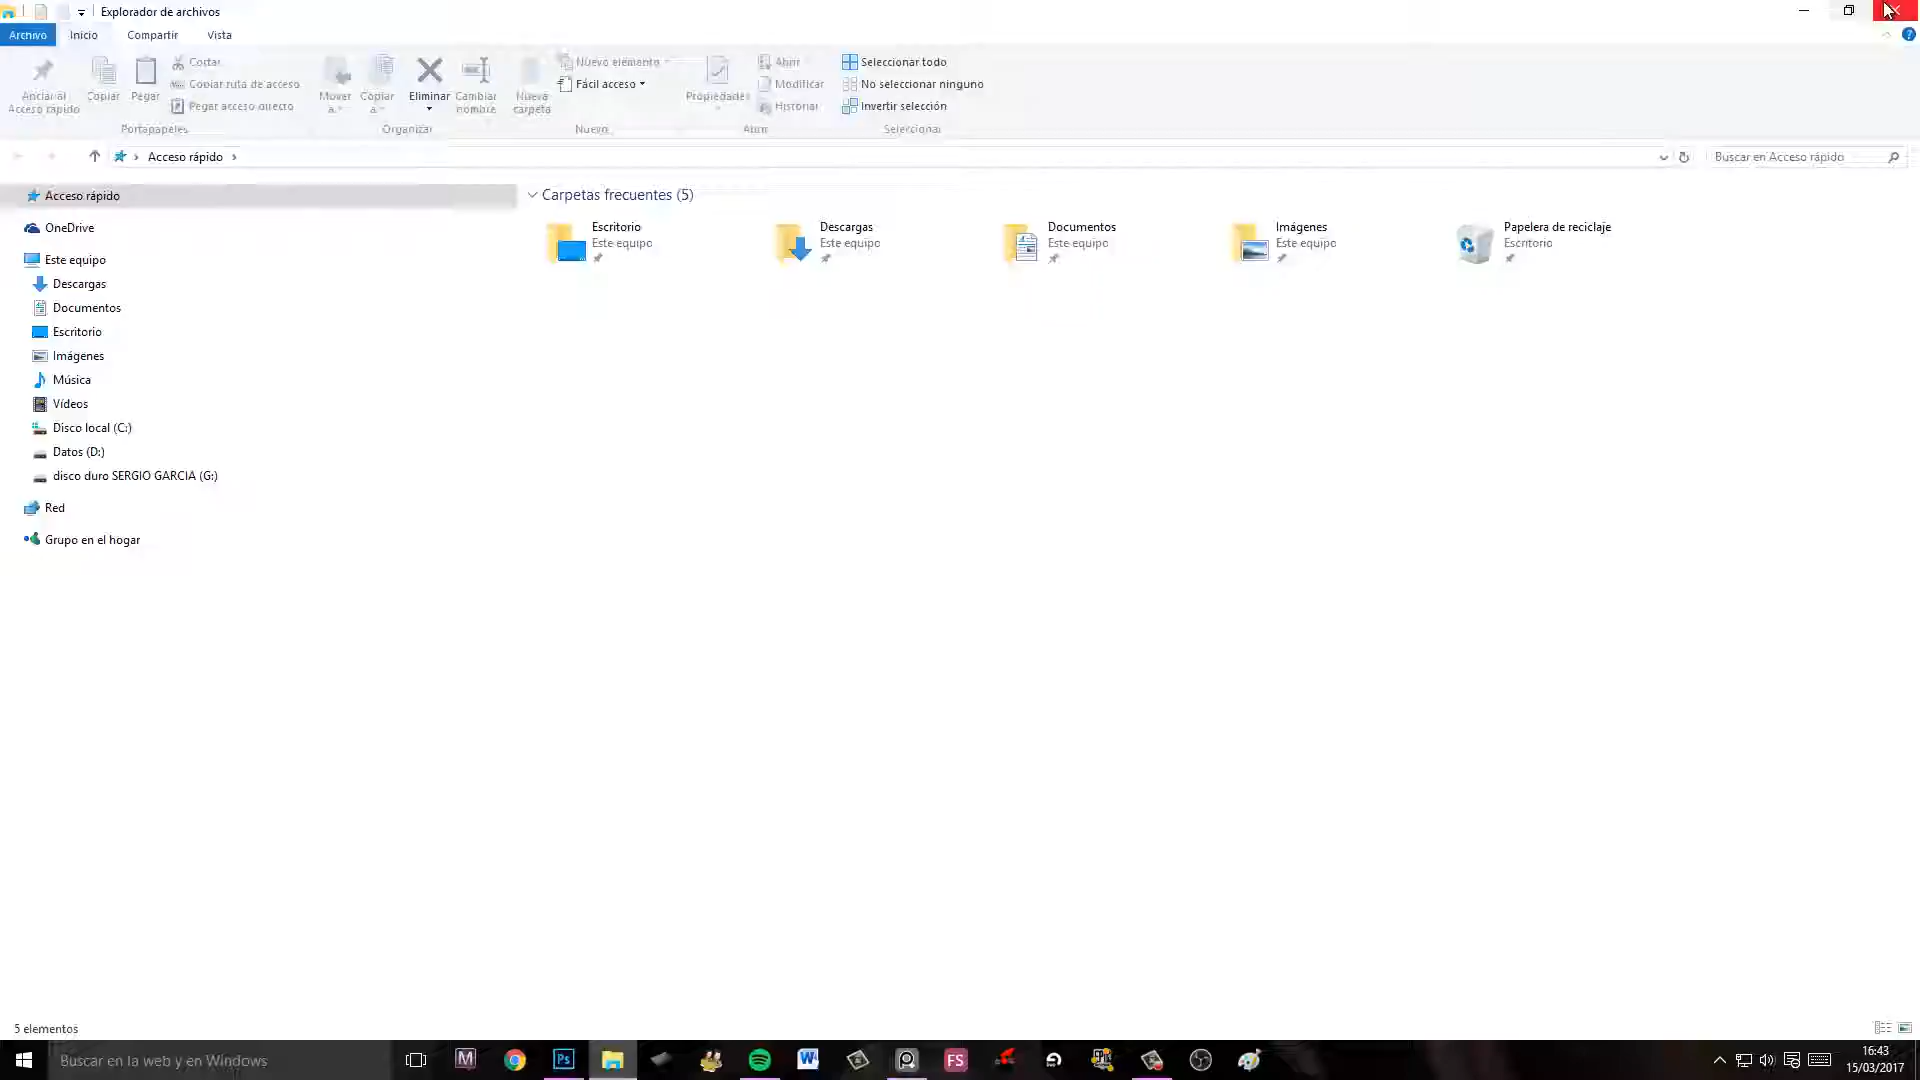 Explorador de archivos
Archivo Inicio Compartir Vista
Anclar al Acceso rápido
Copiar
Pegar
Cortar
Copiar ruta de acceso
Pegar acceso directo
Portapapeles
Mover a
Copiar a
Eliminar
Cambiar nombre
Organizar
Nueva carpeta
Nuevo elemento
Fácil acceso
Nuevo
Propiedades
Abrir
Modificar
Historial
Abrir
Seleccionar todo
No seleccionar ninguno
Invertir selección
Seleccionar
Acceso rápido
Buscar en Acceso rápido
Acceso rápido
OneDrive
Este equipo
Descargas
Documentos
Escritorio
Imágenes
Música
Vídeos
Disco local (C:)
Datos (D:)
disco duro SERGIO GARCIA (G:)
Red
Grupo en el hogar
Carpetas frecuentes (5)
Escritorio
Este equipo
Descargas
Este equipo
Documentos
Este equipo
Imágenes
Este equipo
Papelera de reciclaje
Escritorio
5 elementos
Buscar en la web y en Windows
M
Ps
W
FS
16:43
15/03/2017